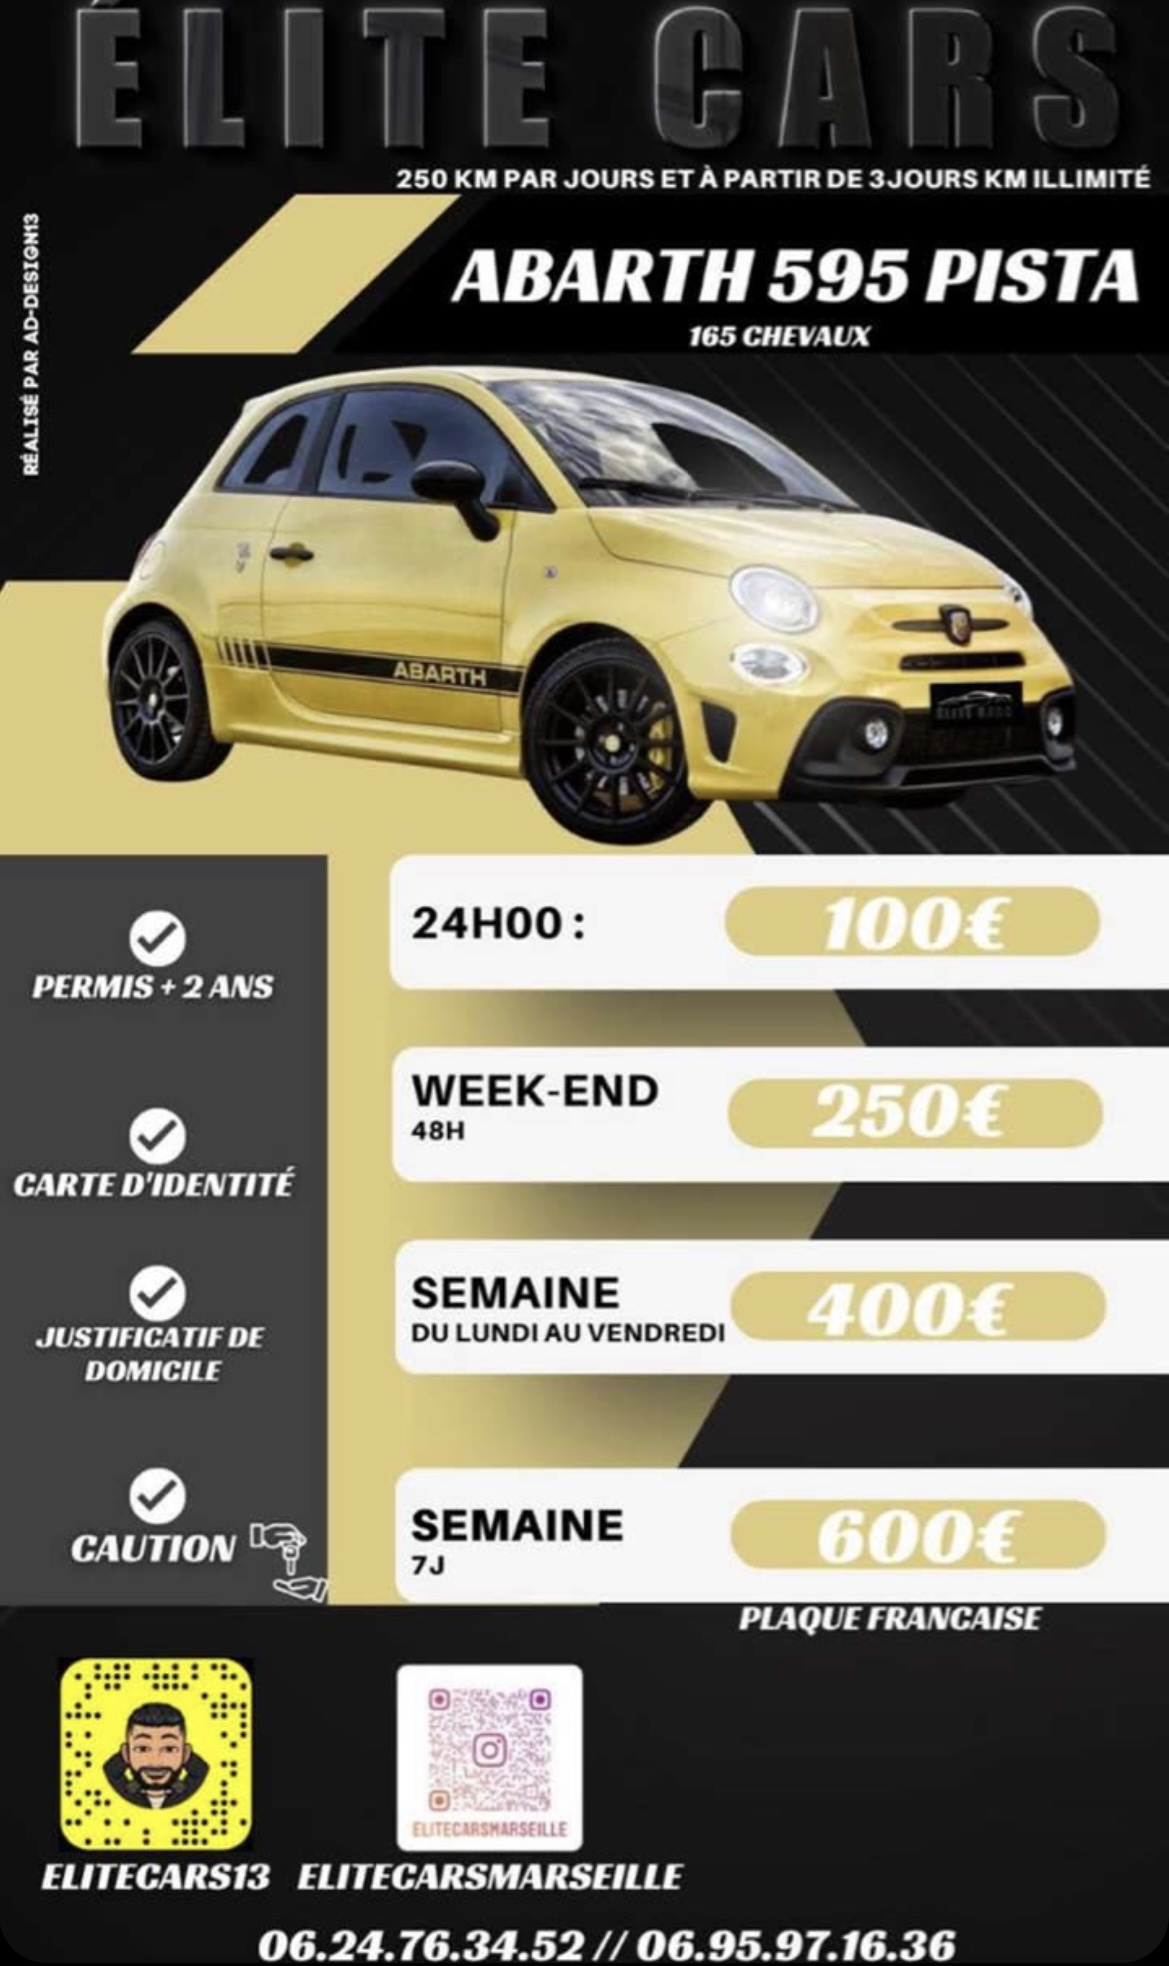 ÉLITE CARS
250 KM PAR JOURS ET À PARTIR DE 3JOURS KM ILLIMITÉ
RÉALISÉ PAR AD-DESIGN13
ABARTH 595 PISTA
165 CHEVAUX
ABARTH
24H00 :
100€
PERMIS + 2 ANS
WEEK-END
250€
48H
CARTE D'IDENTITÉ
SEMAINE
400€
DU LUNDI AU VENDREDI
JUSTIFICATIF DE
DOMICILE
SEMAINE
600€
7J
CAUTION
PLAQUE FRANCAISE
ELITECARSMARSEILLE
ELITECARS13
ELITECARSMARSEILLE
06.24.76.34.52 // 06.95.97.16.36